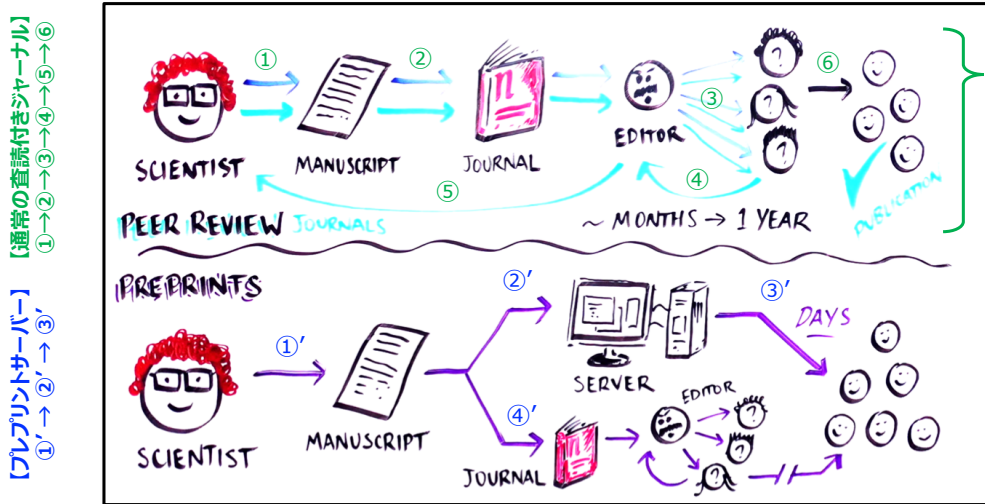 【通常の査読付きジャーナル】
①→②→③→④→⑤→⑥
①
②
③
⑥
?
?
?
SCIENTIST
MANUSCRIPT
JOURNAL
EDITOR
④
⑤
PUBLICATION
PEER REVIEW JOURNALS
~ MONTHS → 1 YEAR
【プレプリントサーバー】
①′ → ②′ → ③′
PREPRINTS
①′
②′
③′
DAYS
SERVER
④′
EDITOR
?
?
?
SCIENTIST
MANUSCRIPT
JOURNAL